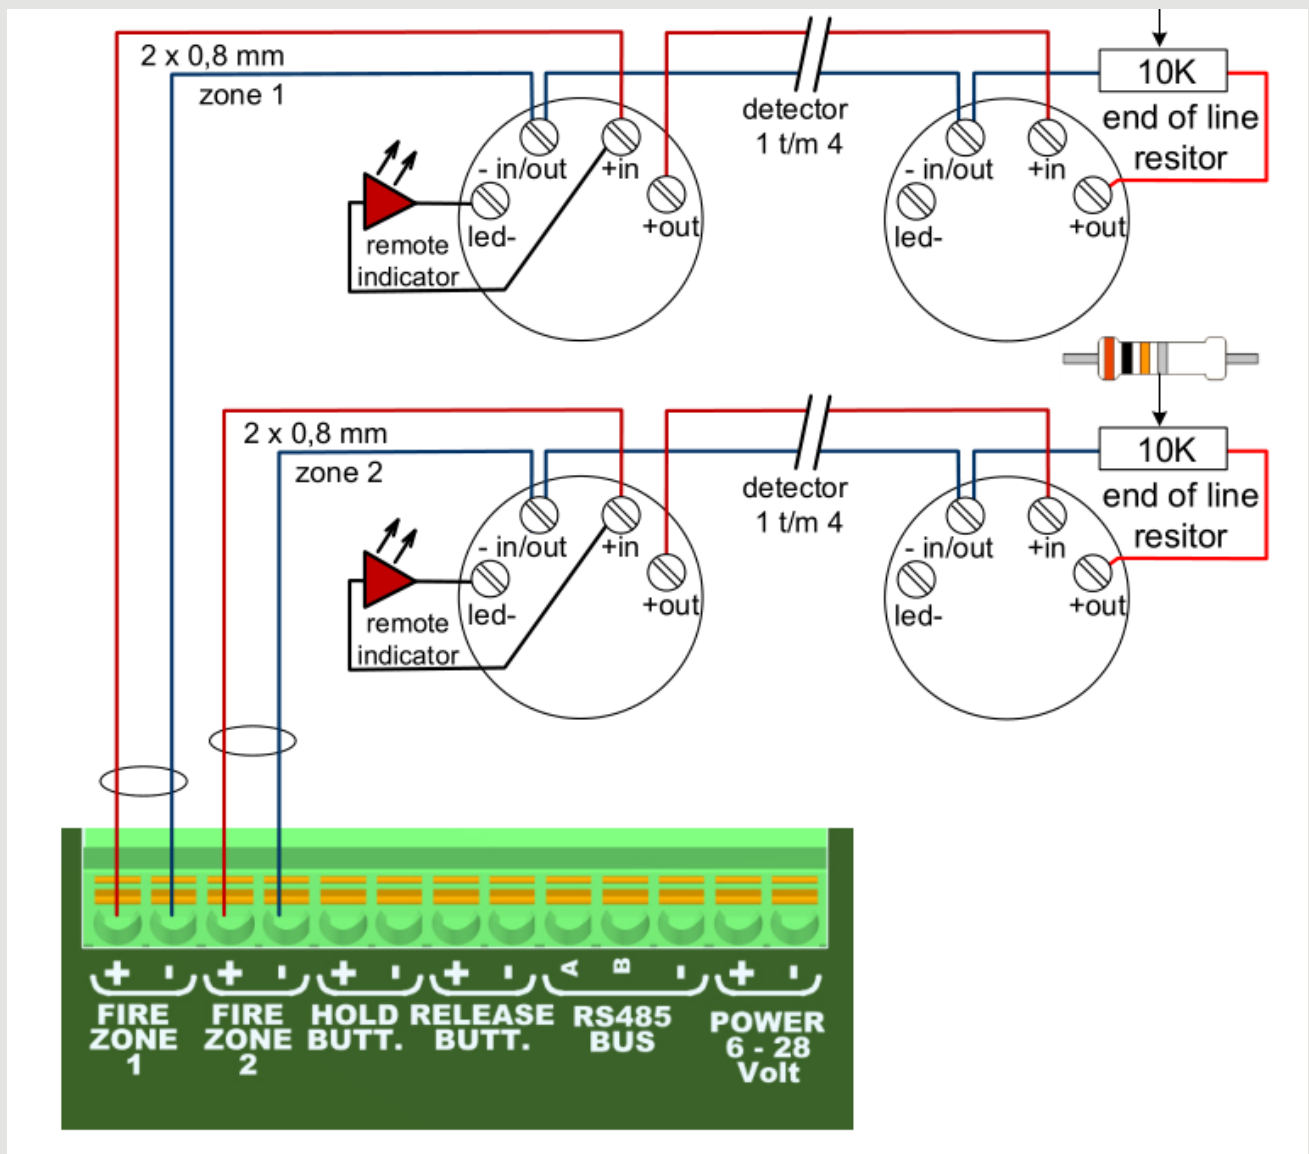 2 x 0,8 mm
zone 1
detector
1 t/m 4
10K
end of line
resitor
- in/out
+in
+out
led-
remote
indicator
- in/out
+in
+out
led-
2 x 0,8 mm
zone 2
detector
1 t/m 4
10K
end of line
resitor
- in/out
+in
+out
led-
remote
indicator
- in/out
+in
+out
led-
+ - + - + - + - A B - + -
FIRE ZONE 1
FIRE ZONE 2
HOLD BUTT.
RELEASE BUTT.
RS485 BUS
POWER 6 - 28 Volt